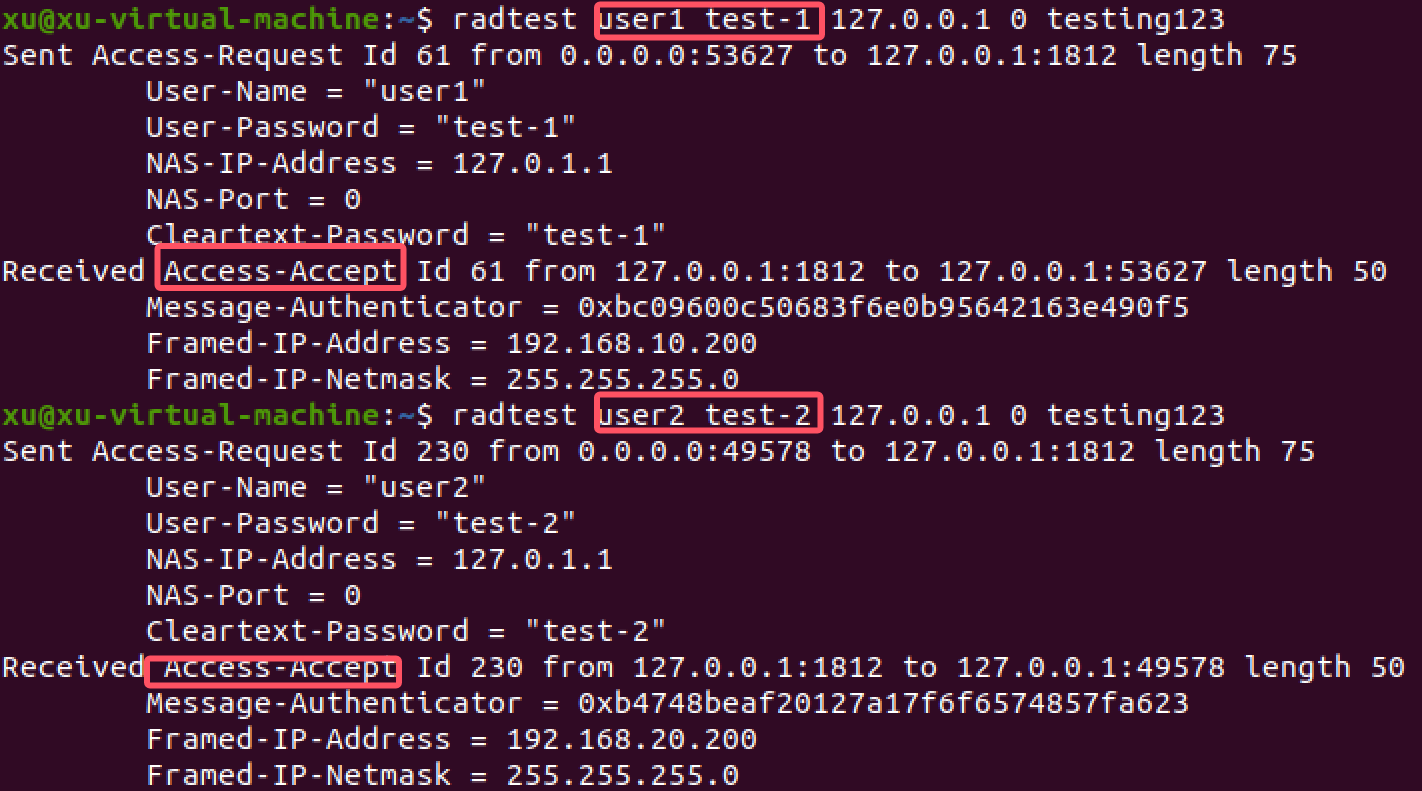 xu@xu-virtual-machine:~$ radtest user1 test-1 127.0.0.1 0 testing123
Sent Access-Request Id 61 from 0.0.0.0:53627 to 127.0.0.1:1812 length 75
User-Name = "user1"
User-Password = "test-1"
NAS-IP-Address = 127.0.1.1
NAS-Port = 0
Cleartext-Password = "test-1"
Received Access-Accept Id 61 from 127.0.0.1:1812 to 127.0.0.1:53627 length 50
Message-Authenticator = 0xbc09600c50683f6e0b95642163e490f5
Framed-IP-Address = 192.168.10.200
Framed-IP-Netmask = 255.255.255.0
xu@xu-virtual-machine:~$ radtest user2 test-2 127.0.0.1 0 testing123
Sent Access-Request Id 230 from 0.0.0.0:49578 to 127.0.0.1:1812 length 75
User-Name = "user2"
User-Password = "test-2"
NAS-IP-Address = 127.0.1.1
NAS-Port = 0
Cleartext-Password = "test-2"
Received Access-Accept Id 230 from 127.0.0.1:1812 to 127.0.0.1:49578 length 50
Message-Authenticator = 0xb4748beaf20127a17f6f6574857fa623
Framed-IP-Address = 192.168.20.200
Framed-IP-Netmask = 255.255.255.0